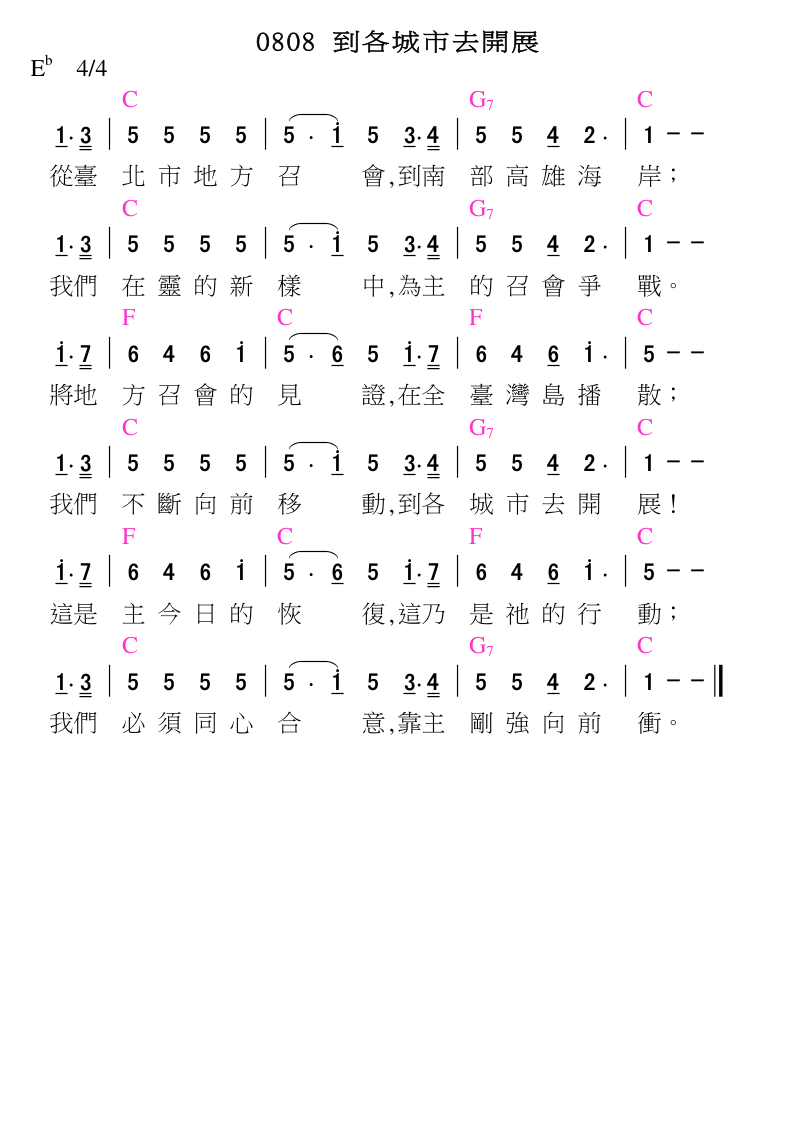 0808 到各城市去開展
E♭ 4/4
C G7 C
1. 3 | 5 5 5 5 | 5 . i 5 3. 4 | 5 5 4 2 . | 1 – –
從臺 北 市 地 方 召 會,到南 部 高 雄 海 岸；
C G7 C
1. 3 | 5 5 5 5 | 5 . i 5 3. 4 | 5 5 4 2 . | 1 – –
我們 在 靈 的 新 樣 中,為主 的 召 會 爭 戰。
F C F C
i. 7 | 6 4 6 i | 5 . 6 5 i. 7 | 6 4 6 i . | 5 – –
將地 方 召 會 的 見 證,在全 臺 灣 島 播 散；
C G7 C
1. 3 | 5 5 5 5 | 5 . i 5 3. 4 | 5 5 4 2 . | 1 – –
我們 不 斷 向 前 移 動,到各 城 市 去 開 展！
F C F C
i. 7 | 6 4 6 i | 5 . 6 5 i. 7 | 6 4 6 i . | 5 – –
這是 主 今 日 的 恢 復,這乃 是 祂 的 行 動；
C G7 C
1. 3 | 5 5 5 5 | 5 . i 5 3. 4 | 5 5 4 2 . | 1 – – ‖
我們 必 須 同 心 合 意,靠主 剛 強 向 前 衝。